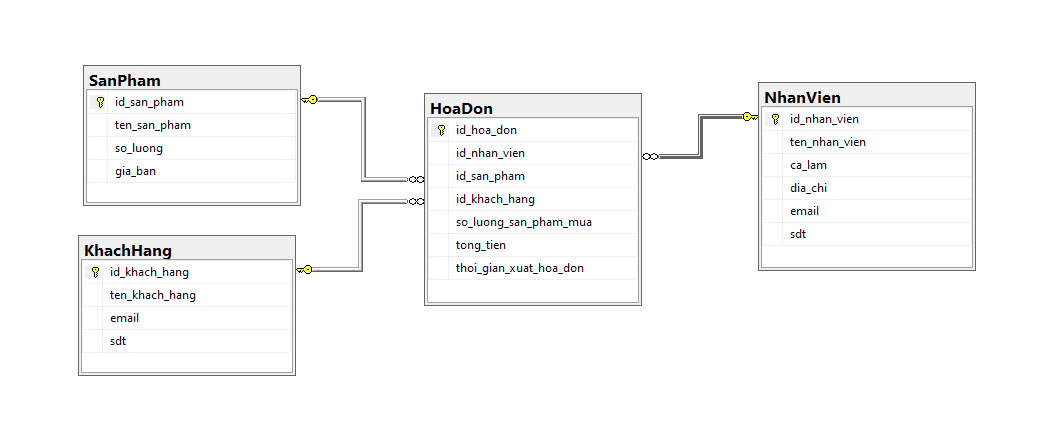 SanPham
id_san_pham
ten_san_pham
so_luong
gia_ban
KhachHang
id_khach_hang
ten_khach_hang
email
sdt
HoaDon
id_hoa_don
id_nhan_vien
id_san_pham
id_khach_hang
so_luong_san_pham_mua
tong_tien
thoi_gian_xuat_hoa_don
NhanVien
id_nhan_vien
ten_nhan_vien
ca_lam
dia_chi
email
sdt